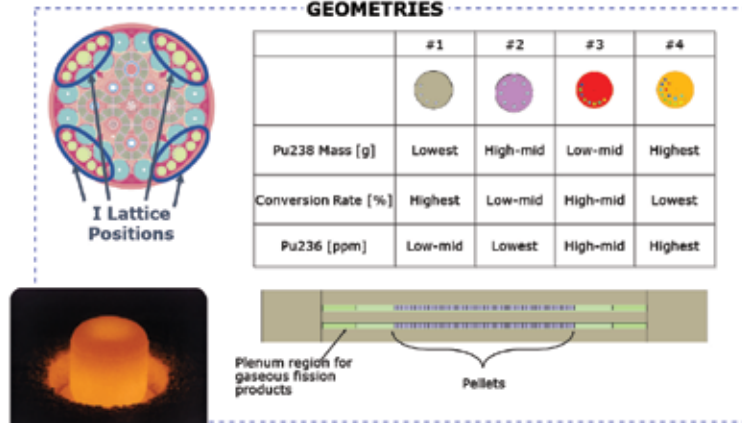 GEOMETRIES
I Lattice
Positions
#1 #2 #3 #4
Pu238 Mass [g] Lowest High-mid Low-mid Highest
Conversion Rate [%] Highest Low-mid High-mid Lowest
Pu236 [ppm] Low-mid Lowest High-mid Highest
Plenum region for
gaseous fission
products
Pellets